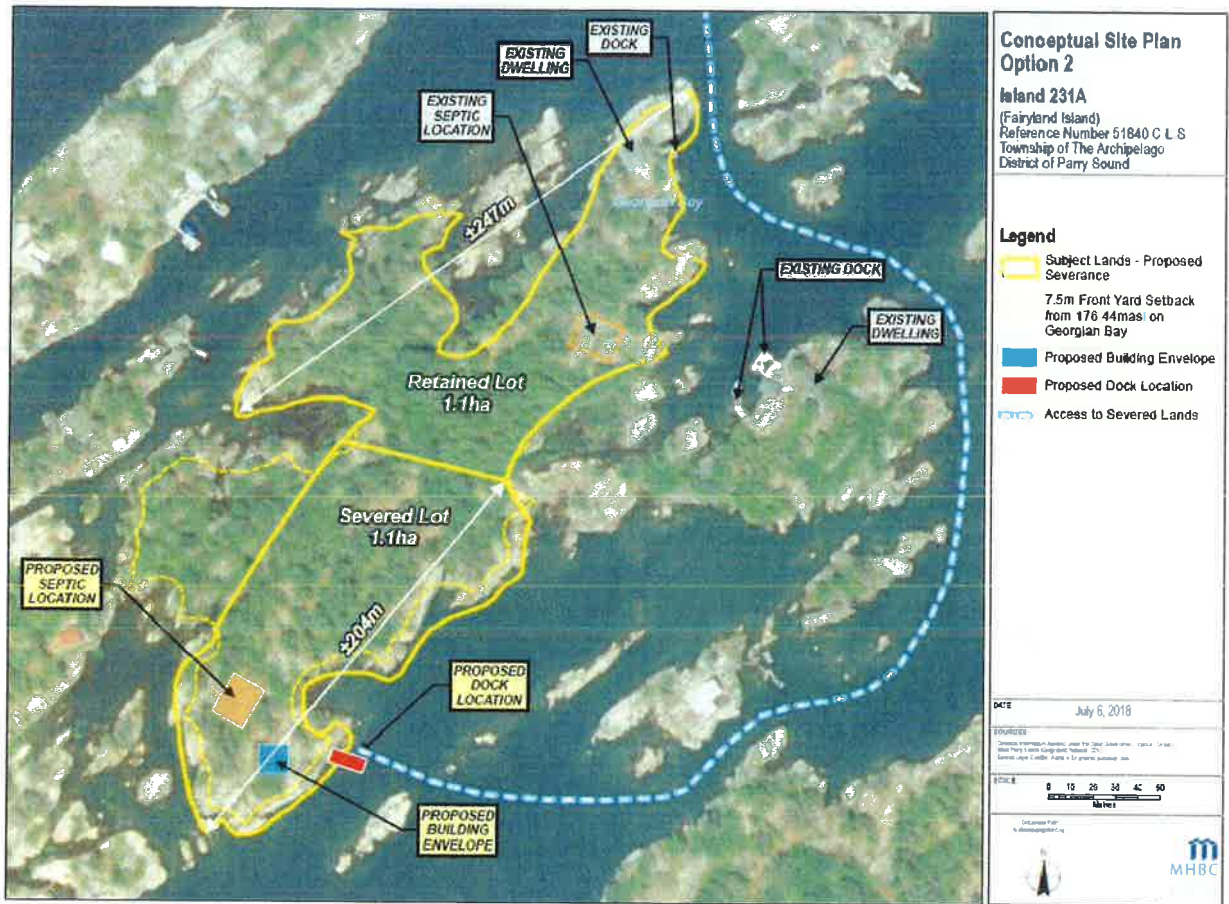 EXISTING
DOCK
EXISTING
DWELLING
EXISTING
SEPTIC
LOCATION
±247m
Georgian Bay
EXISTING DOCK
EXISTING
DWELLING
Retained Lot
1.1ha
Severed Lot
1.1ha
PROPOSED
SEPTIC
LOCATION
±204m
PROPOSED
DOCK
LOCATION
PROPOSED
BUILDING
ENVELOPE
Conceptual Site Plan
Option 2
Island 231A
(Fairyland Island)
Reference Number 51840 C L S
Township of The Archipelago
District of Parry Sound
Legend
Subject Lands - Proposed
Severance
7.5m Front Yard Setback
from 176 44masl on
Georgian Bay
Proposed Building Envelope
Proposed Dock Location
Access to Severed Lands
DATE
July 6, 2018
SOURCES
SCALE
0 10 20 30 40 50
Metres
N
MHBC